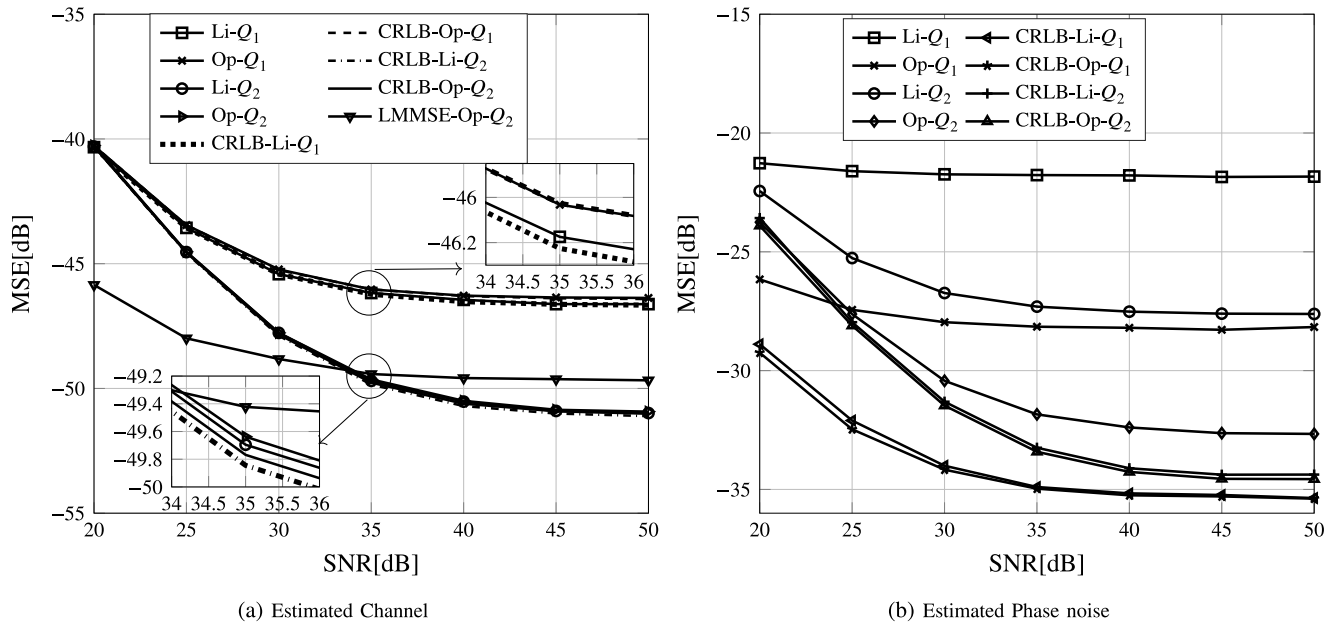 −35
−40
−45
−50
−55
MSE[dB]
Li-Q1
Op-Q1
Li-Q2
Op-Q2
CRLB-Li-Q1
CRLB-Op-Q1
CRLB-Li-Q2
CRLB-Op-Q2
LMMSE-Op-Q2
−46
−46.2
34 34.5 35 35.5 36
−49.2
−49.4
−49.6
−49.8
−50
34 34.5 35 35.5 36
20 25 30 35 40 45 50
SNR[dB]
(a) Estimated Channel
−15
−20
−25
−30
−35
MSE[dB]
Li-Q1
Op-Q1
Li-Q2
Op-Q2
CRLB-Li-Q1
CRLB-Op-Q1
CRLB-Li-Q2
CRLB-Op-Q2
20 25 30 35 40 45 50
SNR[dB]
(b) Estimated Phase noise